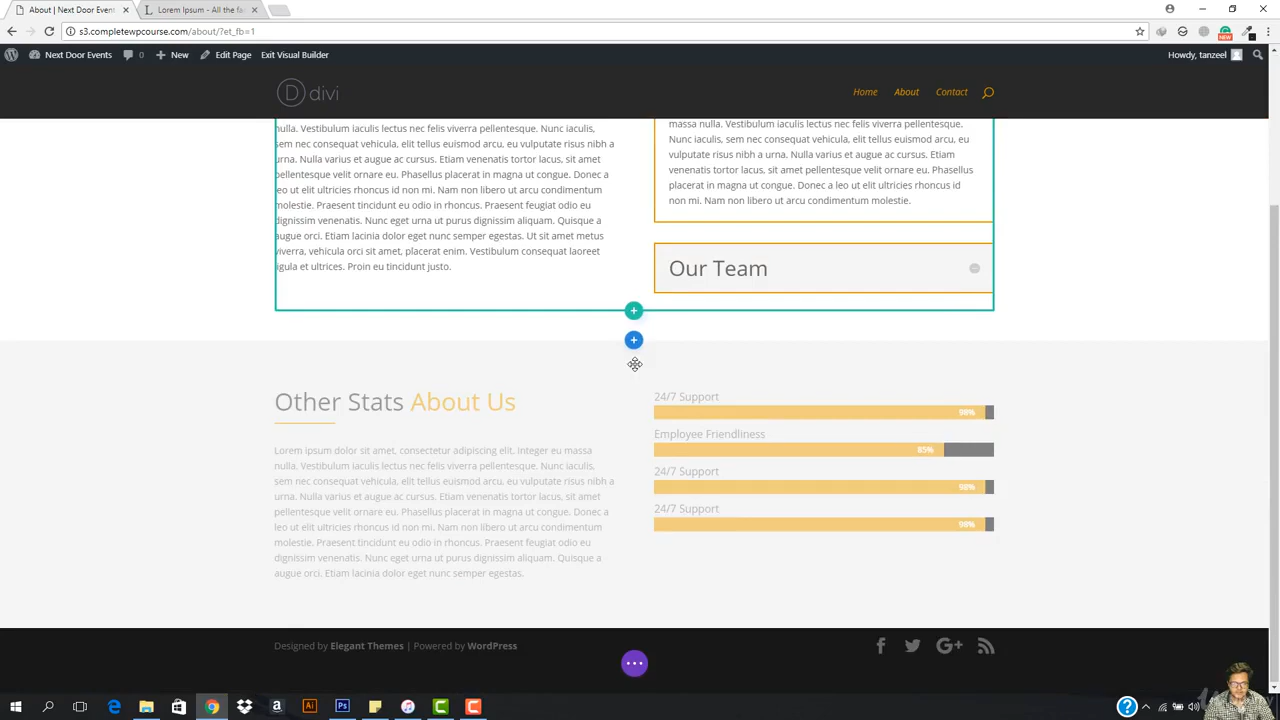 About | Next Door Event
Lorem Ipsum - All the fa
s3.completewpcourse.com/about/?et_fb=1
NEW
Next Door Events
0
New
Edit Page
Exit Visual Builder
Howdy, tanzeel
D divi
Home
About
Contact
nulla. Vestibulum iaculis lectus nec felis viverra pellentesque. Nunc iaculis,
sem nec consequat vehicula, elit tellus euismod arcu, eu vulputate risus nibh a
urna. Nulla varius et augue ac cursus. Etiam venenatis tortor lacus, sit amet
pellentesque velit ornare eu. Phasellus placerat in magna ut congue. Donec a
leo ut elit ultricies rhoncus id non mi. Nam non libero ut arcu condimentum
molestie. Praesent tincidunt eu odio in rhoncus. Praesent feugiat odio eu
dignissim venenatis. Nunc eget urna ut purus dignissim aliquam. Quisque a
augue orci. Etiam lacinia dolor eget nunc semper egestas. Ut sit amet metus
viverra, vehicula orci sit amet, placerat enim. Vestibulum consequat laoreet
ligula et ultrices. Proin eu tincidunt justo.
massa nulla. Vestibulum iaculis lectus nec felis viverra pellentesque.
Nunc iaculis, sem nec consequat vehicula, elit tellus euismod arcu, eu
vulputate risus nibh a urna. Nulla varius et augue ac cursus. Etiam
venenatis tortor lacus, sit amet pellentesque velit ornare eu. Phasellus
placerat in magna ut congue. Donec a leo ut elit ultricies rhoncus id
non mi. Nam non libero ut arcu condimentum molestie.
Our Team
Other Stats About Us
Lorem ipsum dolor sit amet, consectetur adipiscing elit. Integer eu massa
nulla. Vestibulum iaculis lectus nec felis viverra pellentesque. Nunc iaculis,
sem nec consequat vehicula, elit tellus euismod arcu, eu vulputate risus nibh a
urna. Nulla varius et augue ac cursus. Etiam venenatis tortor lacus, sit amet
pellentesque velit ornare eu. Phasellus placerat in magna ut congue. Donec a
leo ut elit ultricies rhoncus id non mi. Nam non libero ut arcu condimentum
molestie. Praesent tincidunt eu odio in rhoncus. Praesent feugiat odio eu
dignissim venenatis. Nunc eget urna ut purus dignissim aliquam. Quisque a
augue orci. Etiam lacinia dolor eget nunc semper egestas.
24/7 Support
98%
Employee Friendliness
85%
24/7 Support
98%
24/7 Support
98%
Designed by Elegant Themes | Powered by WordPress